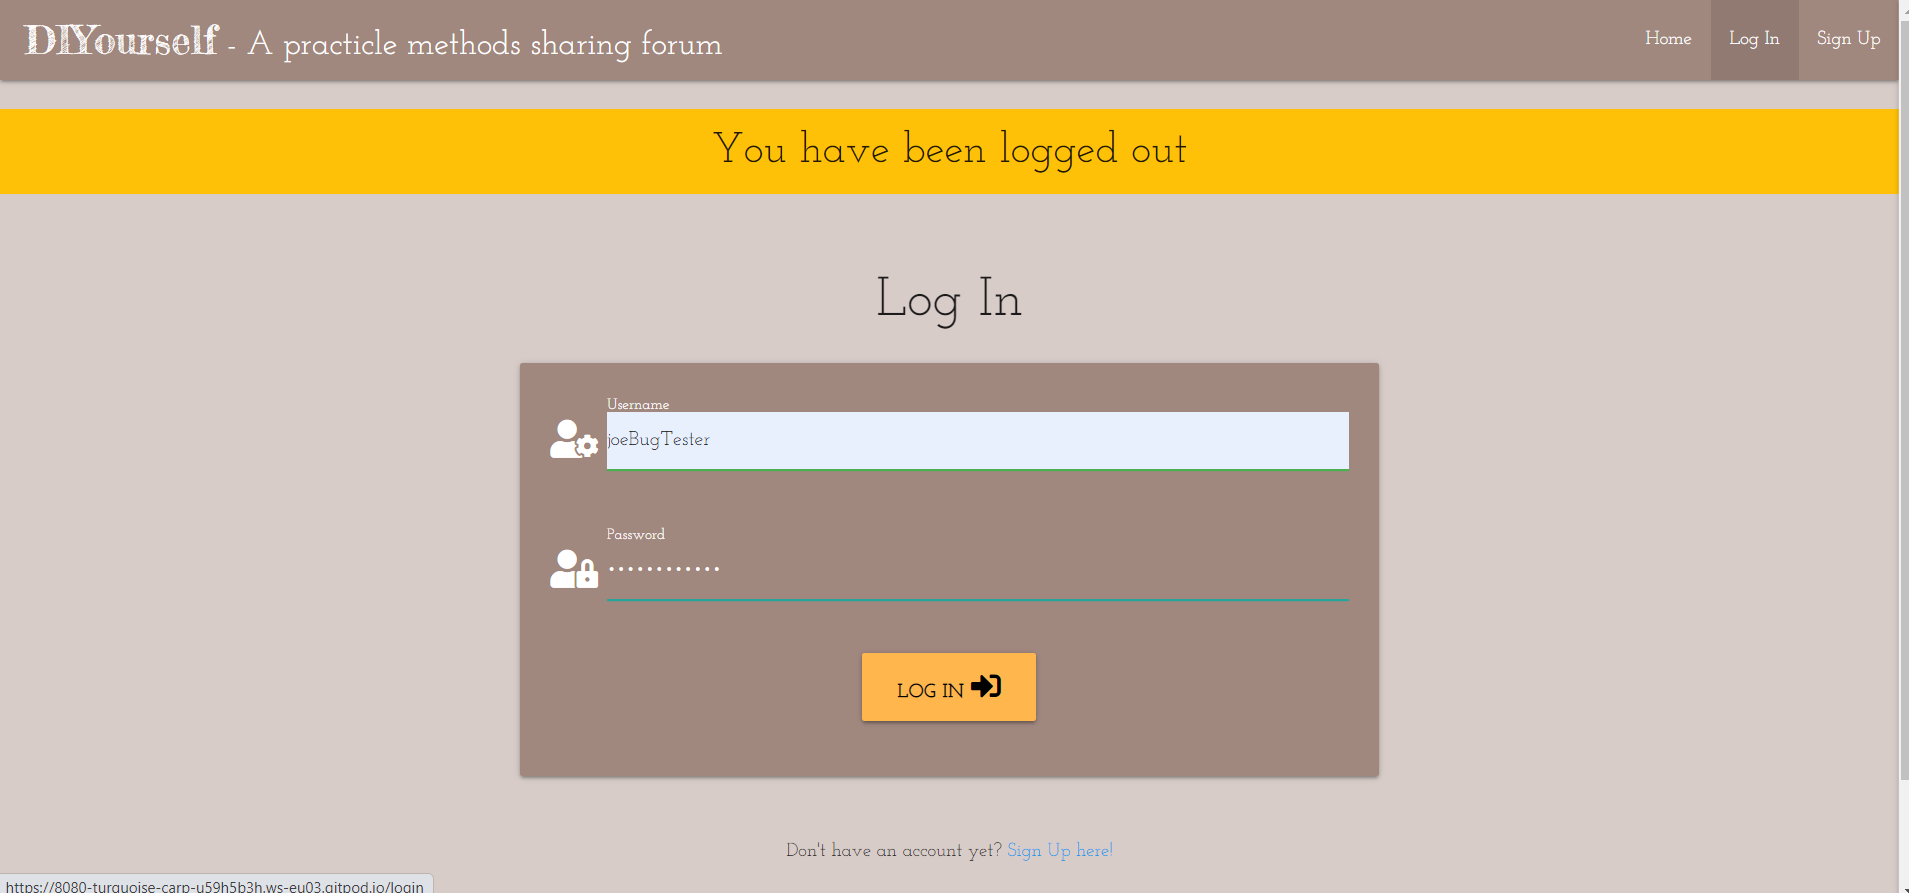 DIYourself - A practicle methods sharing forum
Home
Log In
Sign Up
You have been logged out
Log In
Username
joeBugTester
Password
••••••••••••
LOG IN
Don't have an account yet? Sign Up here!
https://8080-turquoise-carp-u59h5b3h.ws-eu03.gitpod.io/login